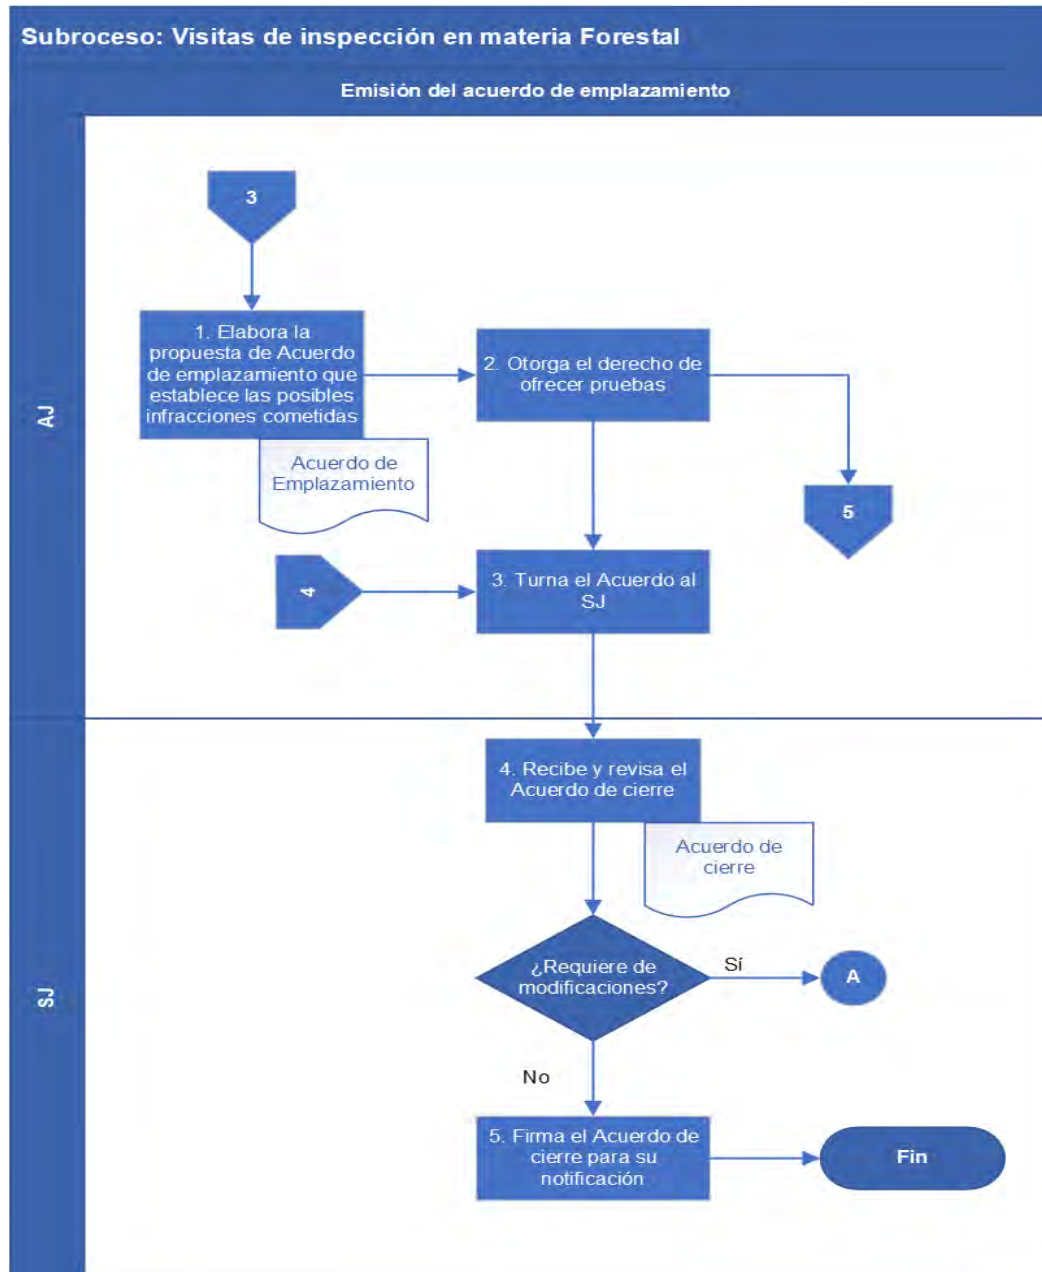 Subroceso: Visitas de inspección en materia Forestal
Emisión del acuerdo de emplazamiento
AJ
3
1. Elabora la
propuesta de Acuerdo
de emplazamiento que
establece las posibles
infracciones cometidas
Acuerdo de
Emplazamiento
2. Otorga el derecho de
ofrecer pruebas
5
4
3. Turna el Acuerdo al
SJ
SJ
4. Recibe y revisa el
Acuerdo de cierre
Acuerdo de
cierre
¿Requiere de
modificaciones?
Sí
A
No
5. Firma el Acuerdo de
cierre para su
notificación
Fin